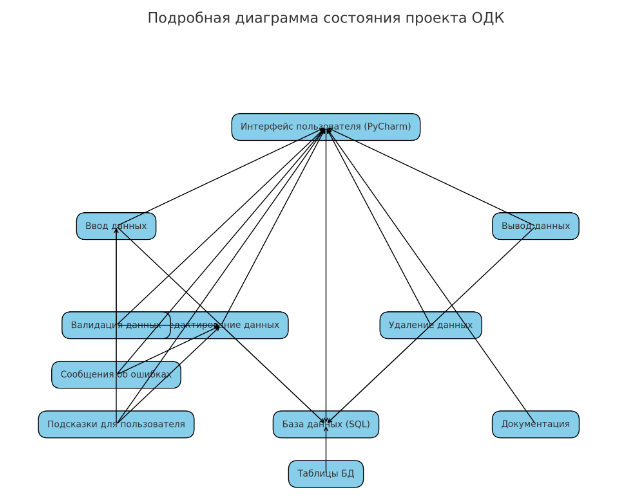 Подробная диаграмма состояния проекта ОДК
Интерфейс пользователя (PyCharm)
Ввод данных
Вывод данных
Валидация данных
едактирование данных
Удаление данных
Сообщения об ошибках
Подсказки для пользователя
База данных (SQL)
Документация
Таблицы БД